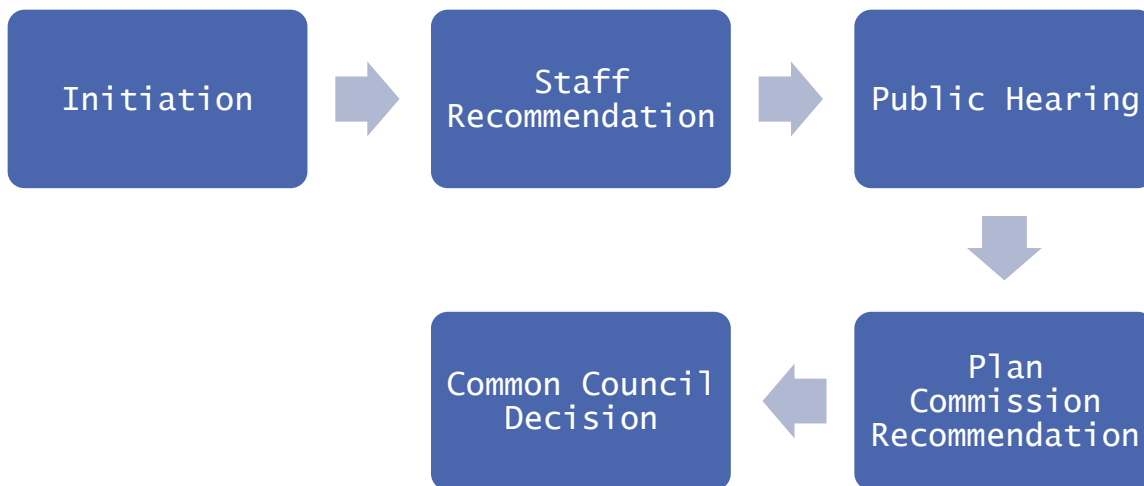 Initiation
Staff
Recommendation
Public Hearing
Plan
Commission
Recommendation
Common Council
Decision